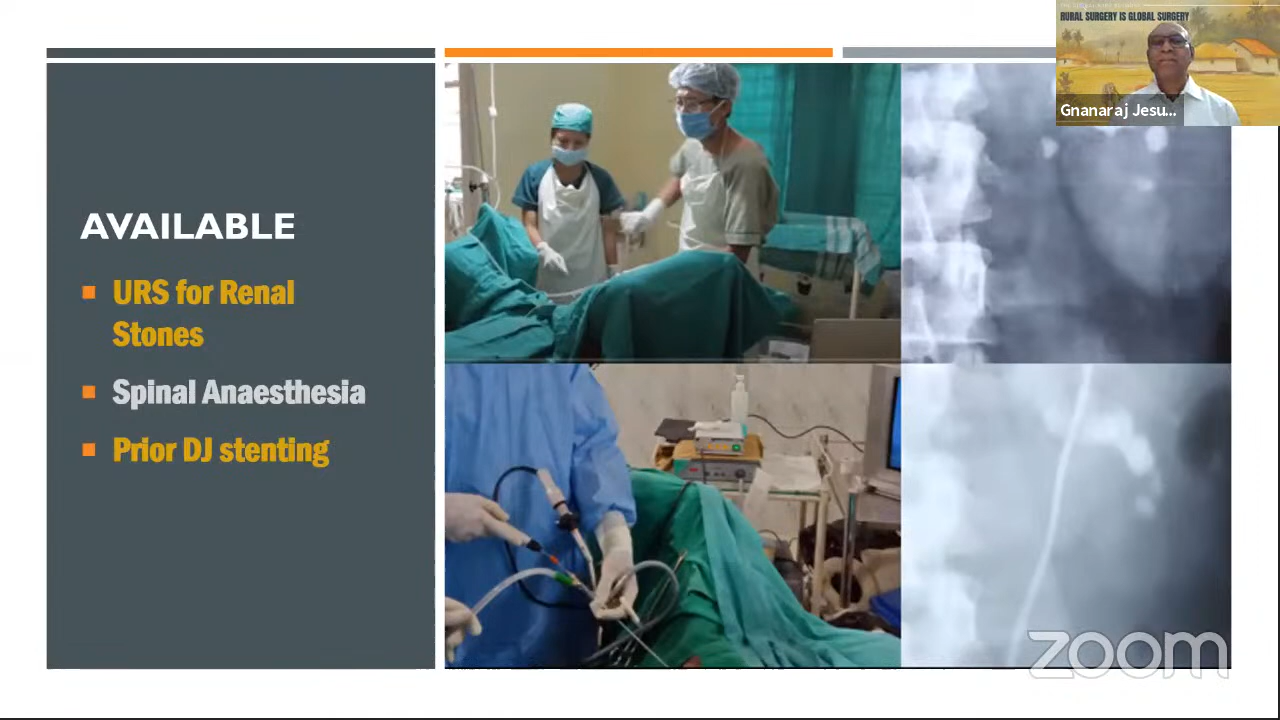 RURAL SURGERY IS GLOBAL SURGERY
Gnanaraj Jesu...
AVAILABLE
URS for Renal
Stones
Spinal Anaesthesia
Prior DJ stenting
zoom